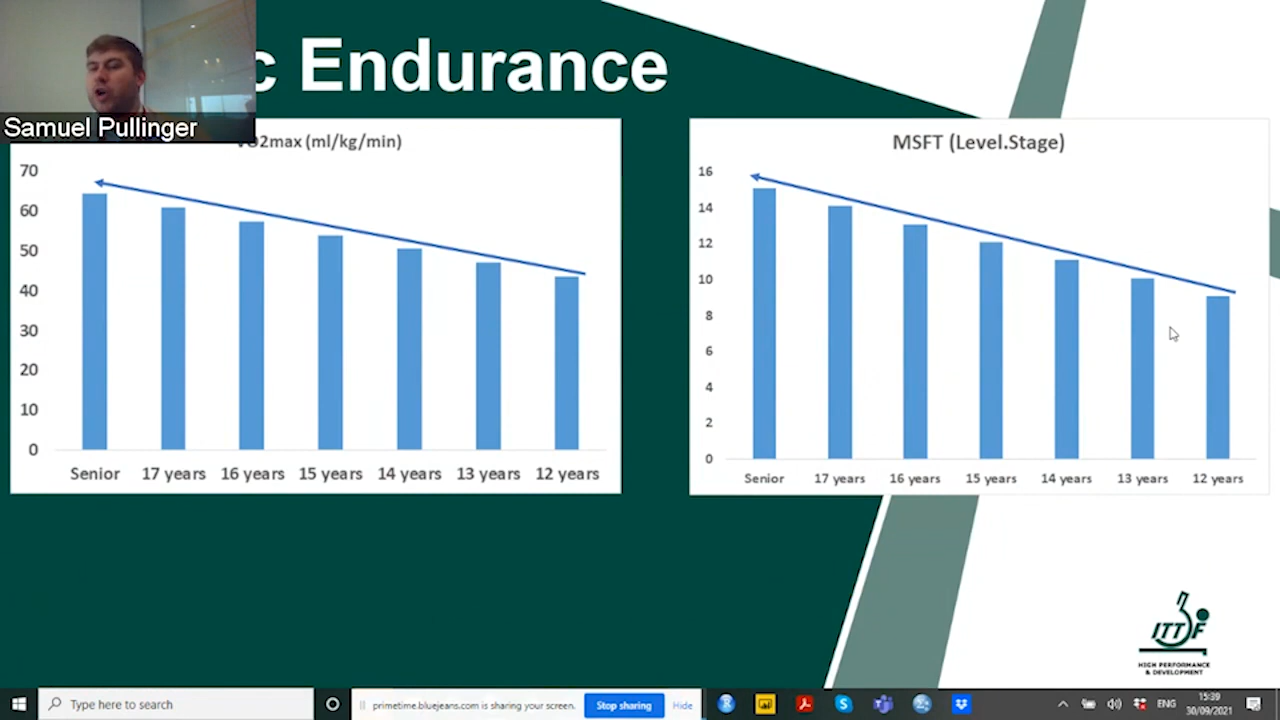 c Endurance
Samuel Pullinger
VO2max (ml/kg/min)
70
60
50
40
30
20
10
0
Senior 17 years 16 years 15 years 14 years 13 years 12 years
MSFT (Level.Stage)
16
14
12
10
8
6
4
2
0
Senior 17 years 16 years 15 years 14 years 13 years 12 years
ITTF
HIGH PERFORMANCE
& DEVELOPMENT
Type here to search
primetime.bluejeans.com is sharing your screen.
Stop sharing
Hide
ENG
15:39
30/09/2021